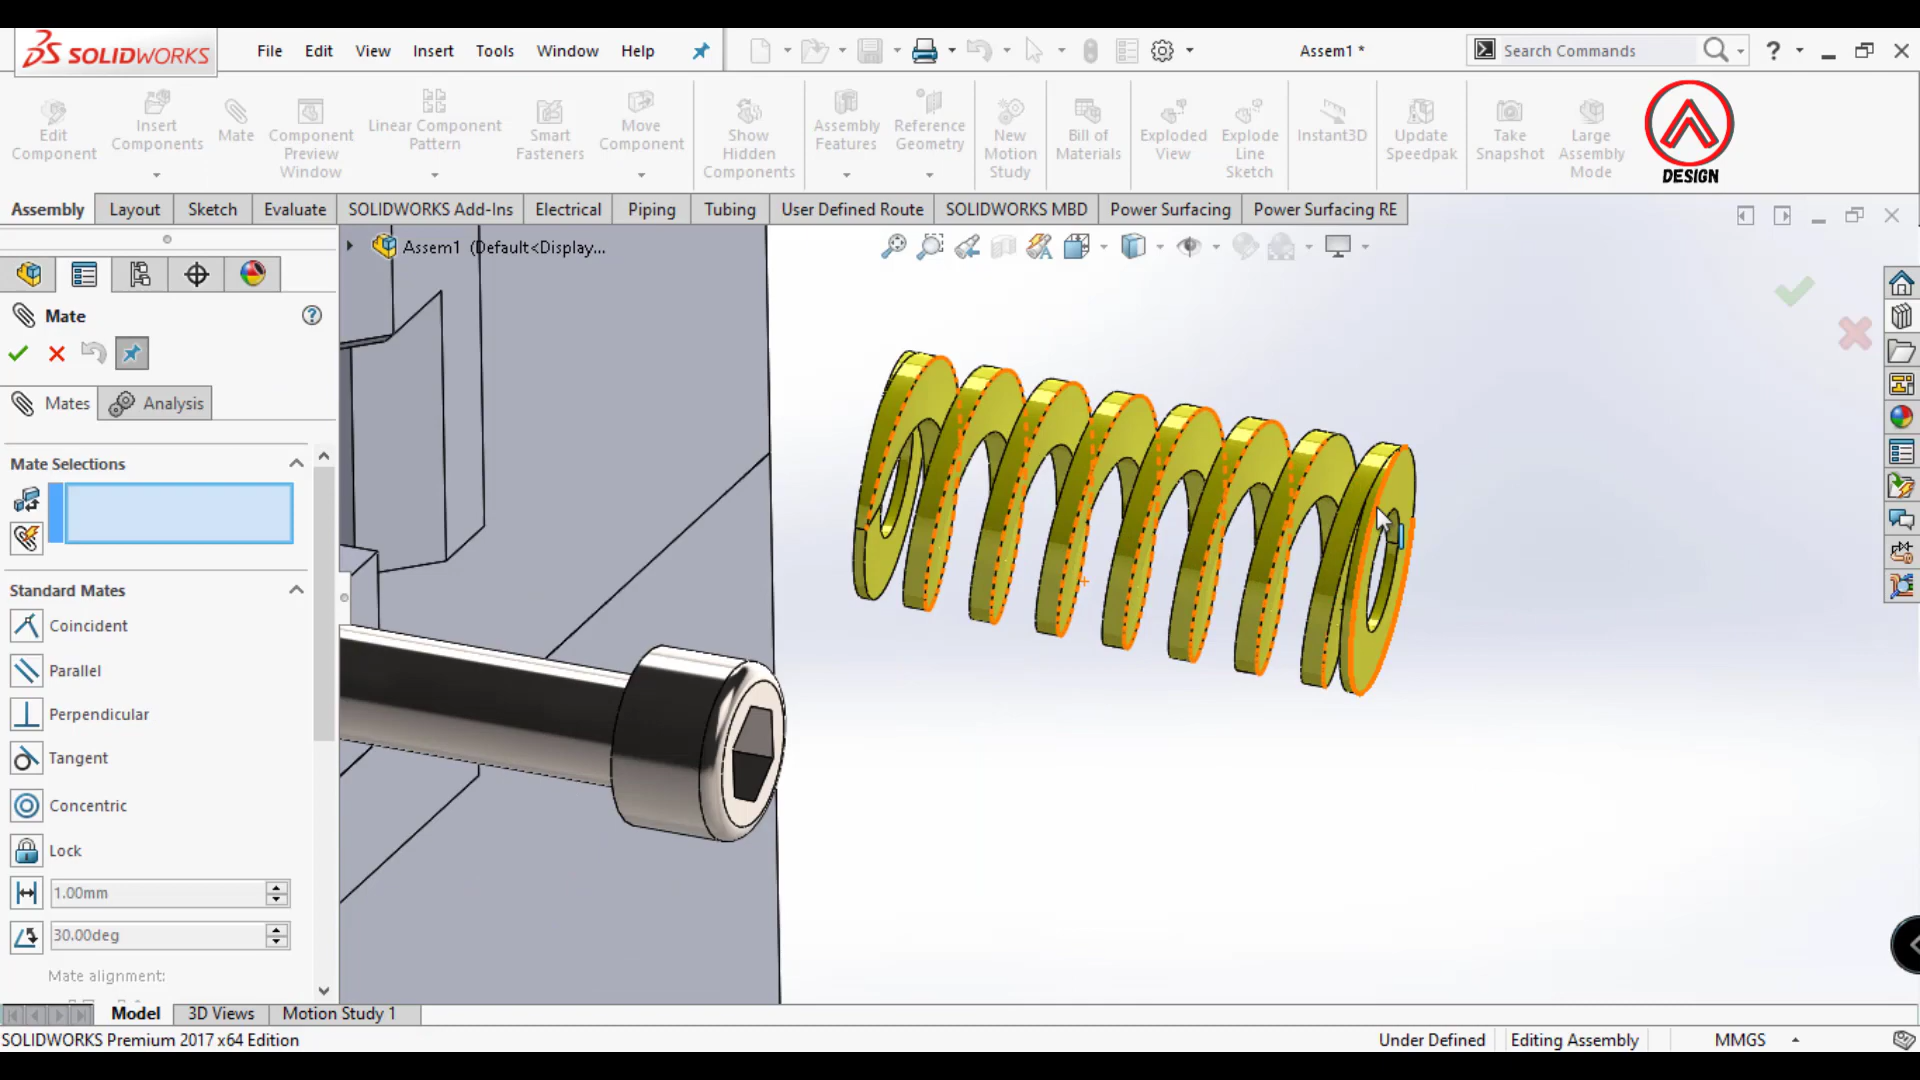 SOLIDWORKS File Edit View Insert Tools Window Help Assem1 * Search Commands ?
Edit Component
Insert Components
Mate
Component Preview Window
Linear Component Pattern
Smart Fasteners
Move Component
Show Hidden Components
Assembly Features
Reference Geometry
New Motion Study
Bill of Materials
Exploded View
Explode Line Sketch
Instant3D
Update Speedpak
Take Snapshot
Large Assembly Mode
DESIGN
Assembly Layout Sketch Evaluate SOLIDWORKS Add-Ins Electrical Piping Tubing User Defined Route SOLIDWORKS MBD Power Surfacing Power Surfacing RE
Assem1 (Default<Display...
Mate
Mates Analysis
Mate Selections
Standard Mates
Coincident
Parallel
Perpendicular
Tangent
Concentric
Lock
1.00mm
30.00deg
Mate alignment:
Model 3D Views Motion Study 1
SOLIDWORKS Premium 2017 x64 Edition Under Defined Editing Assembly MMGS